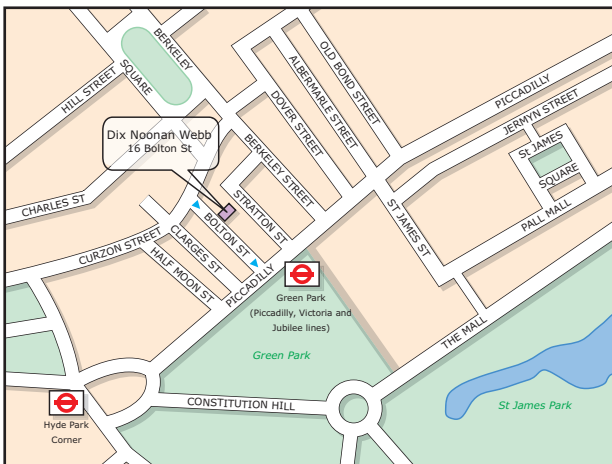 BERKELEY
SQUARE
HILL STREET
OLD BOND STREET
ALBERMARLE STREET
DOVER STREET
PICCADILLY
JERMYN STREET
Dix Noonan Webb
16 Bolton St
BERKELEY STREET
St JAMES
SQUARE
CHARLES ST
STRATTON ST
BOLTON ST
ST JAMES ST
PALL MALL
CURZON STREET
CLARGES ST
HALF MOON ST
PICCADILLY
Green Park
(Piccadilly, Victoria and
Jubilee lines)
THE MALL
Green Park
CONSTITUTION HILL
St James Park
Hyde Park
Corner